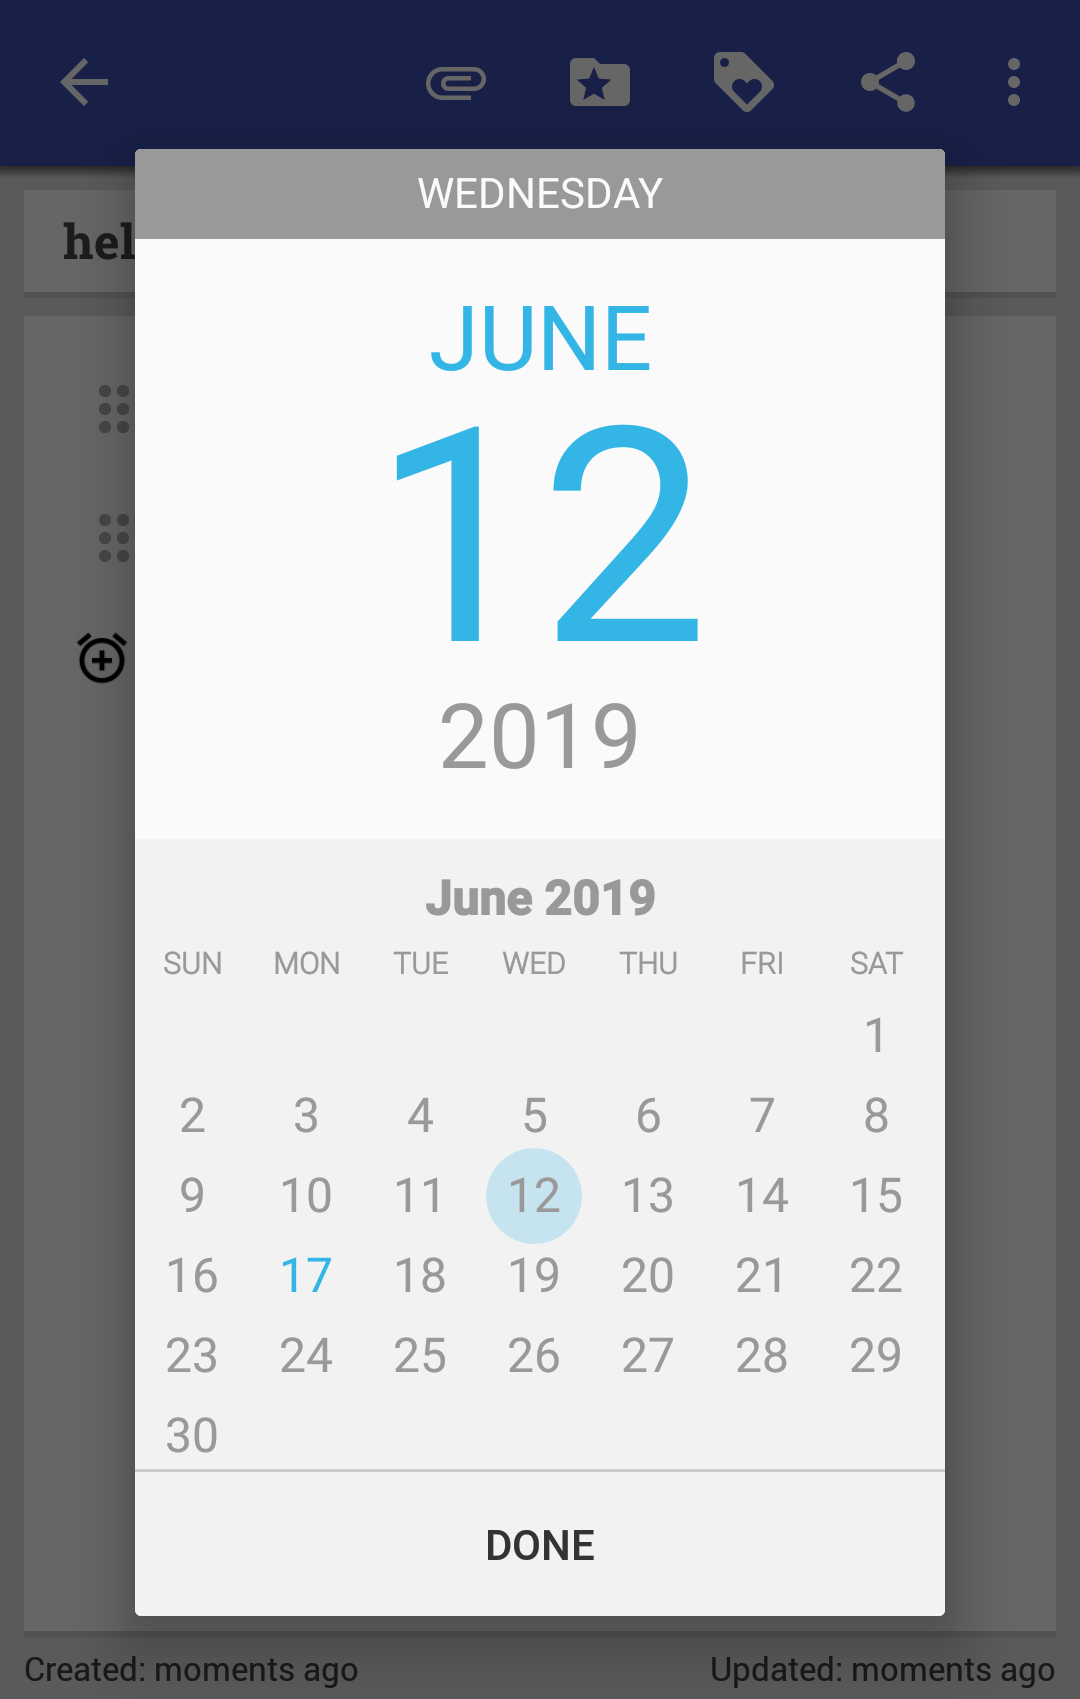 WEDNESDAY
hel
JUNE
12
2019
June 2019
SUN MON TUE WED THU FRI SAT
1
2 3 4 5 6 7 8
9 10 11 12 13 14 15
16 17 18 19 20 21 22
23 24 25 26 27 28 29
30
DONE
Created: moments ago Updated: moments ago